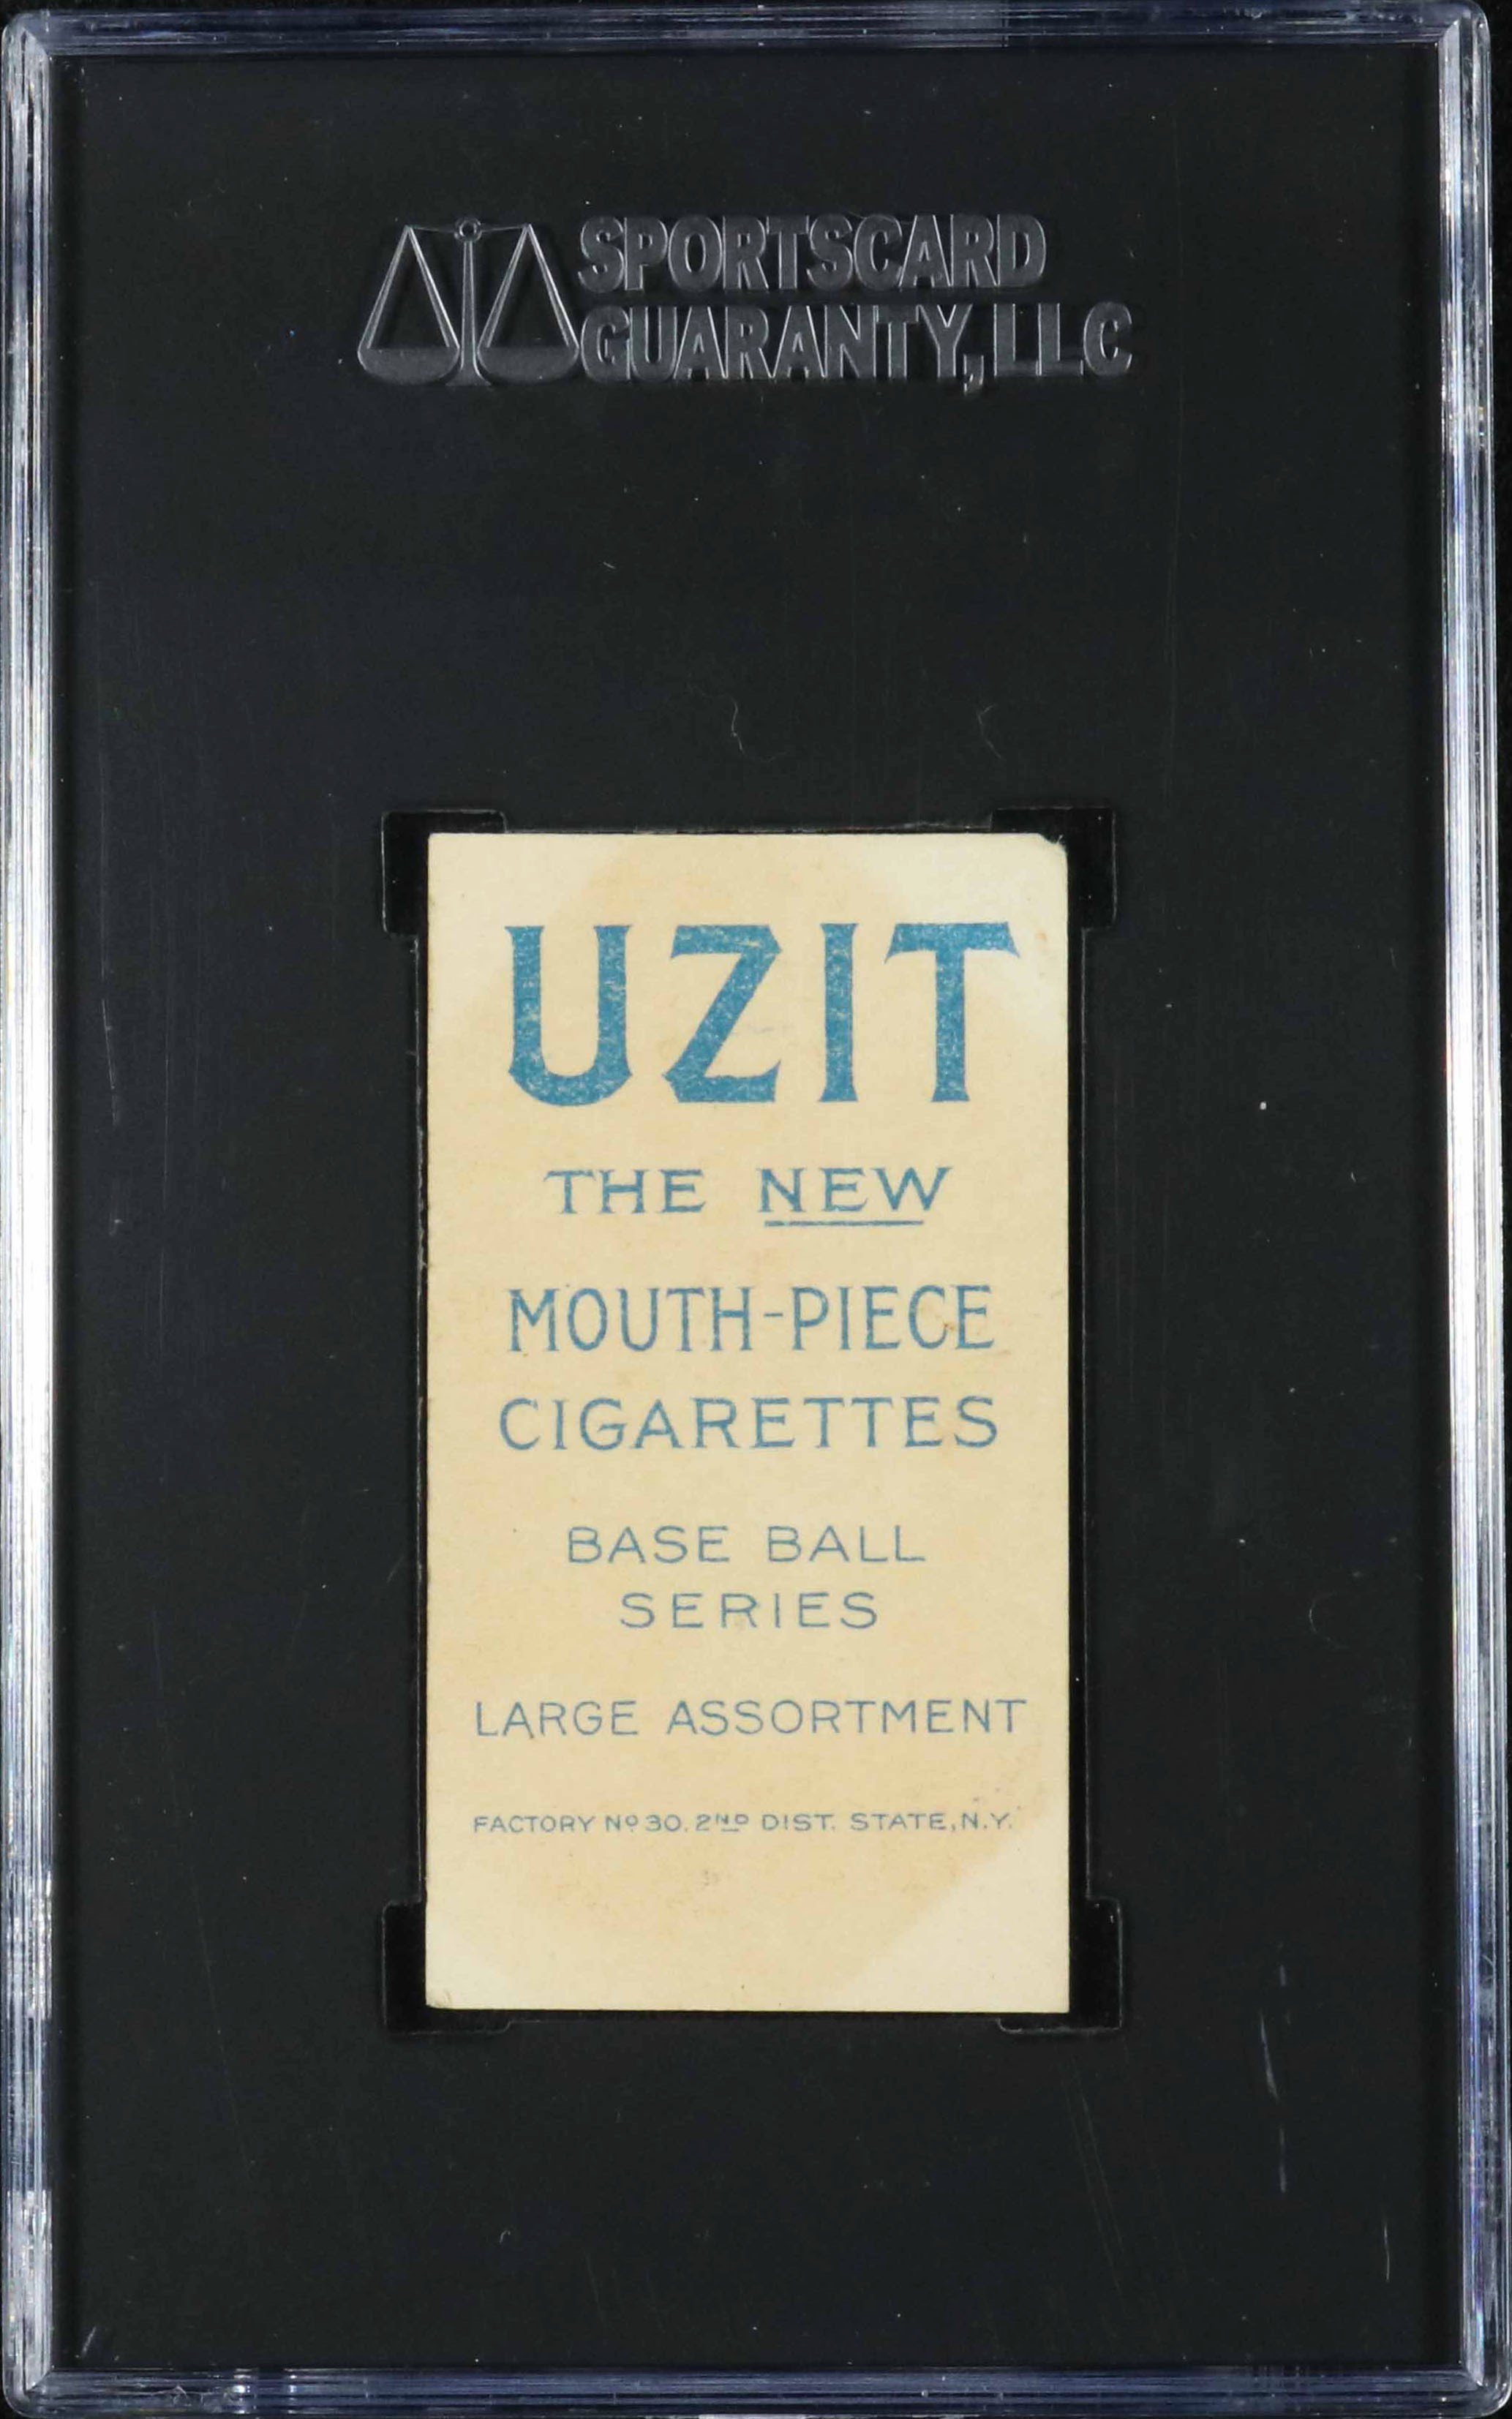 SPORTSCARD
GUARANTY, LLC
UZIT
THE NEW
MOUTH-PIECE
CIGARETTES
BASE BALL
SERIES
LARGE ASSORTMENT
FACTORY Nº 30. 2ND DIST. STATE, N.Y.